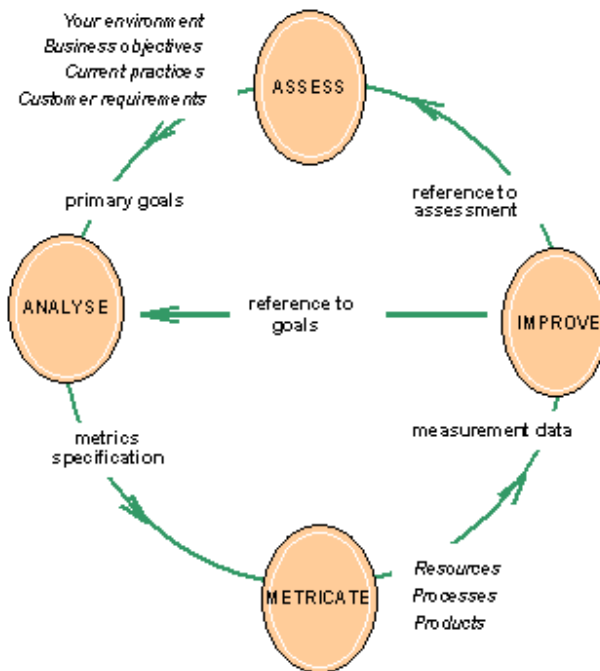 Your environment
Business objectives
Current practices
Customer requirements
ASSESS
primary goals
reference to
assessment
ANALYSE
reference to
goals
IMPROVE
metrics
specification
measurement data
METRICATE
Resources
Processes
Products